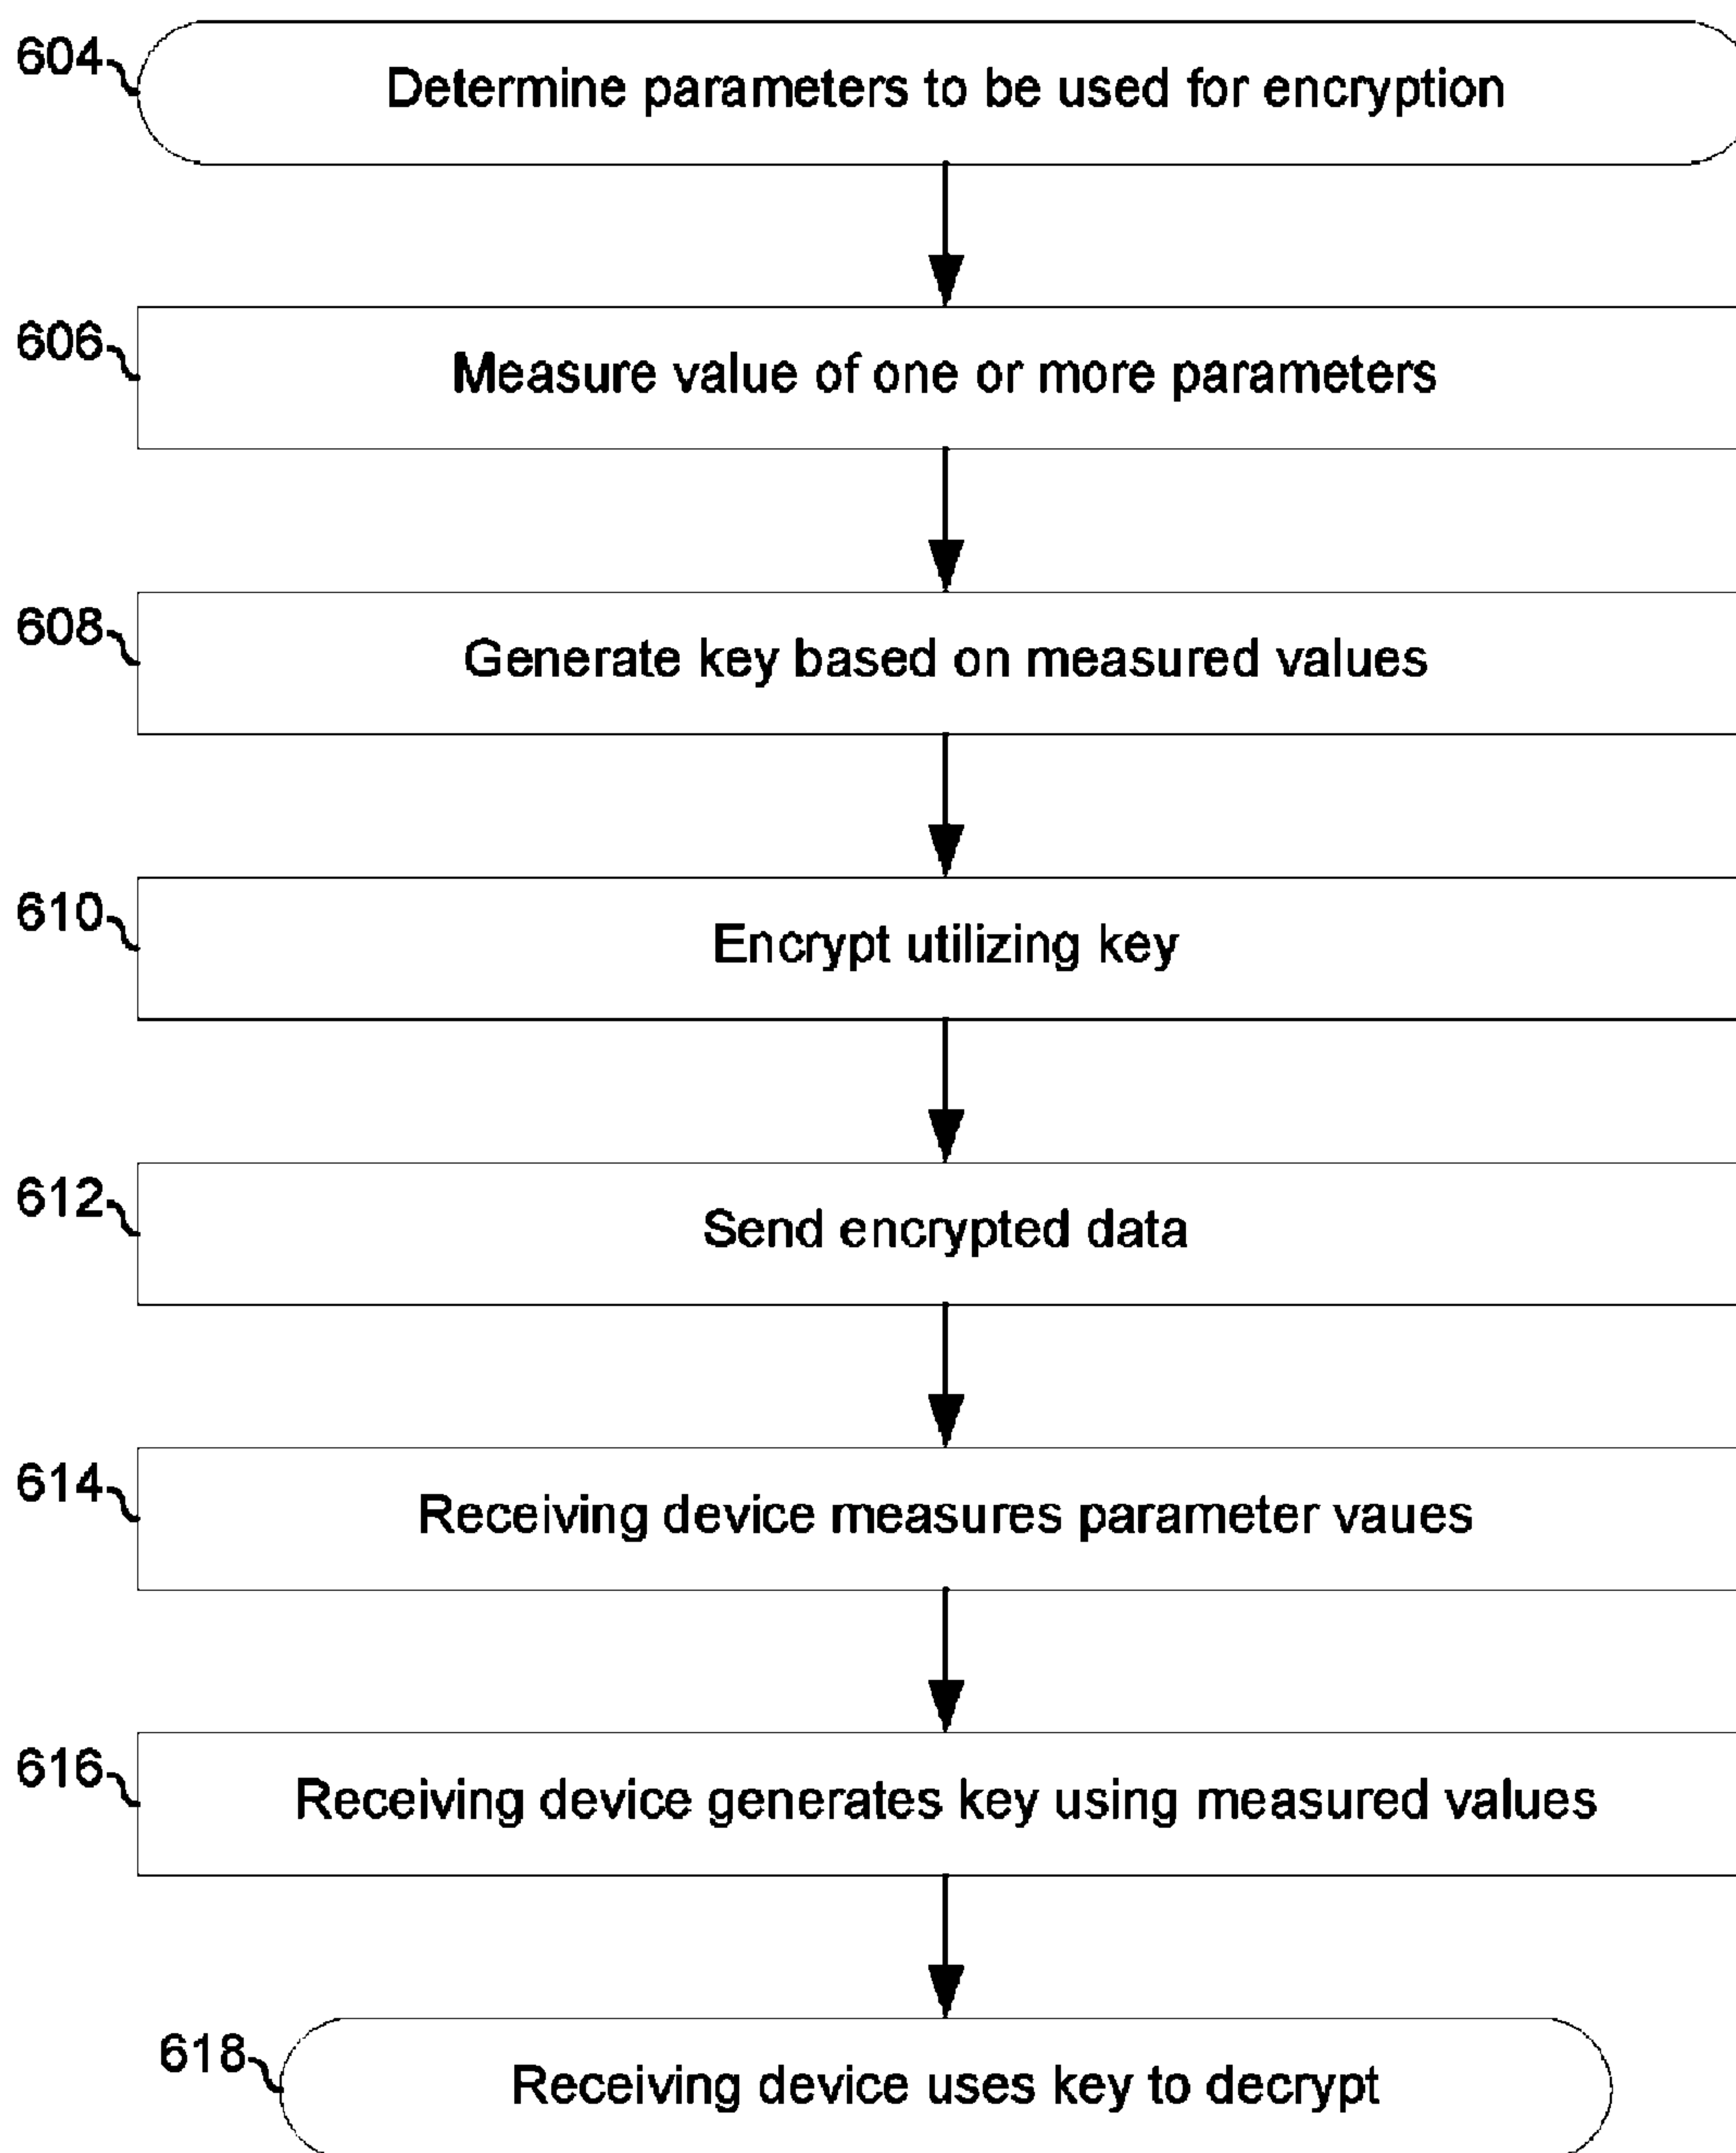 604
Determine parameters to be used for encryption
606
Measure value of one or more parameters
608
Generate key based on measured values
610
Encrypt utilizing key
612
Send encrypted data
614
Receiving device measures parameter vaues
616
Receiving device generates key using measured values
618
Receiving device uses key to decrypt